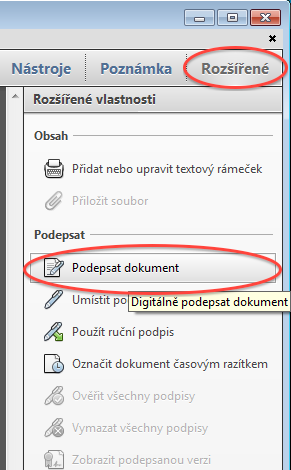 Nástroje Poznámka Rozšířené
Rozšířené vlastnosti
Obsah
Přidat nebo upravit textový rámeček
Přiložit soubor
Podepsat
Podepsat dokument
Umístit po
Digitálně podepsat dokument
Použít ruční podpis
Označit dokument časovým razítkem
Ověřit všechny podpisy
Vymazat všechny podpisy
Zobrazit podepsanou verzi